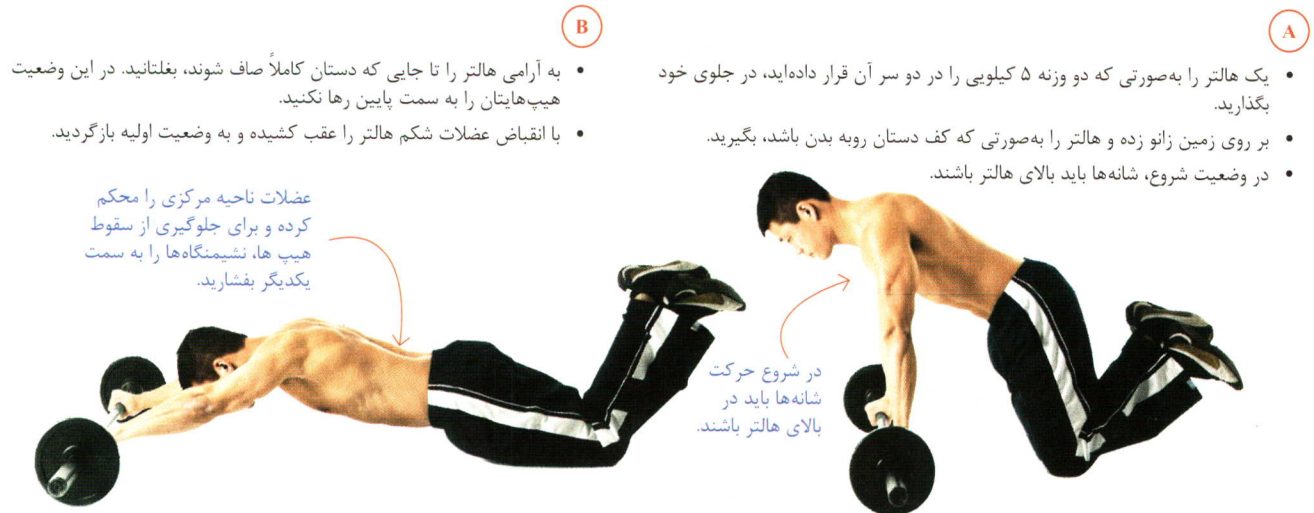 A
• یک هالتر را به‌صورتی که دو وزنه ۵ کیلویی را در دو سر آن قرار داده‌اید، در جلوی خود
بگذارید.
• بر روی زمین زانو زده و هالتر را به‌صورتی که کف دستان روبه بدن باشد، بگیرید.
• در وضعیت شروع، شانه‌ها باید بالای هالتر باشند.
در شروع حرکت
شانه‌ها باید در
بالای هالتر باشند.
B
• به آرامی هالتر را تا جایی که دستان کاملاً صاف شوند، بغلتانید. در این وضعیت
هیپ‌هایتان را به سمت پایین رها نکنید.
• با انقباض عضلات شکم هالتر را عقب کشیده و به وضعیت اولیه بازگردید.
عضلات ناحیه مرکزی را محکم
کرده و برای جلوگیری از سقوط
هیپ ها، نشیمنگاه‌ها را به سمت
یکدیگر بفشارید.